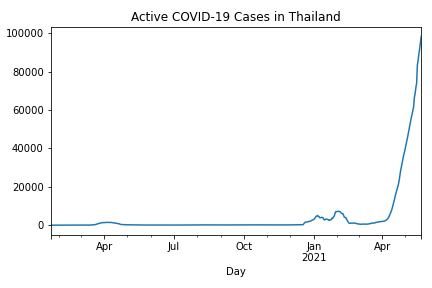 Active COVID-19 Cases in Thailand
100000
80000
60000
40000
20000
0
Apr
Jul
Oct
Jan
2021
Apr
Day